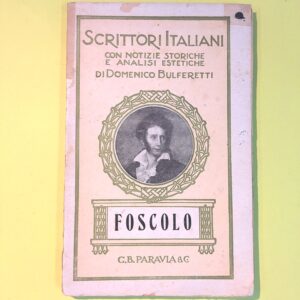 SCRITTORI ITALIANI
CON NOTIZIE STORICHE
E ANALISI ESTETICHE
DI DOMENICO BULFERETTI
FOSCOLO
G. B. PARAVIA & C.